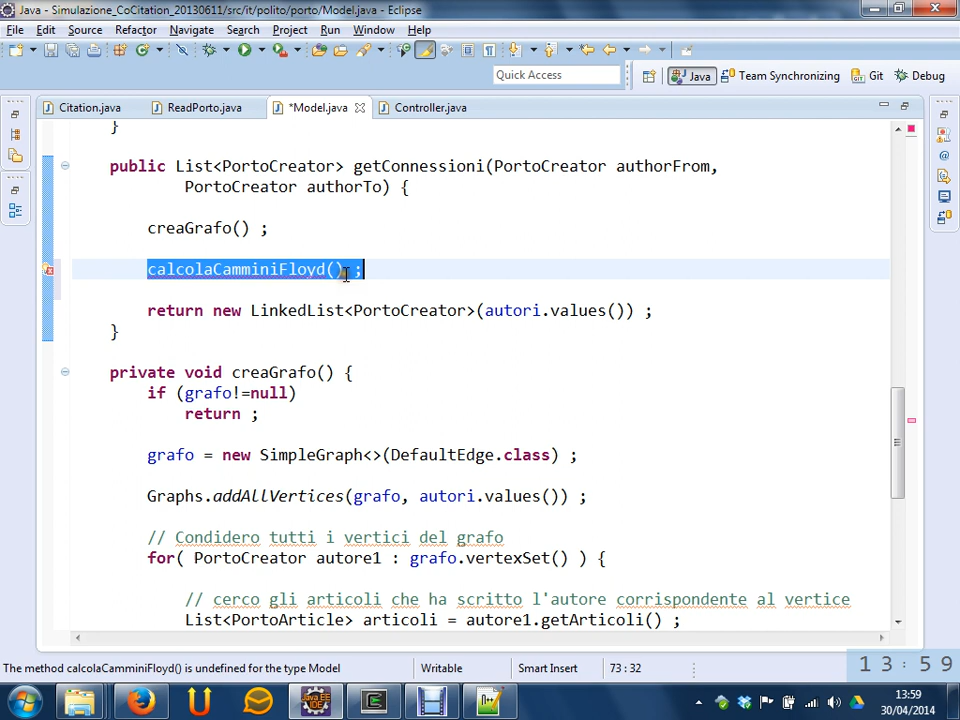 Java - Simulazione_CoCitation_20130611/src/it/polito/porto/Model.java - Eclipse
File Edit Source Refactor Navigate Search Project Run Window Help
Quick Access Java Team Synchronizing Git Debug
Citation.java ReadPorto.java *Model.java Controller.java
}
public List<PortoCreator> getConnessioni(PortoCreator authorFrom,
PortoCreator authorTo) {
creaGrafo() ;
calcolaCamminiFloyd() ;
return new LinkedList<PortoCreator>(autori.values()) ;
}
private void creaGrafo() {
if (grafo!=null)
return ;
grafo = new SimpleGraph<>(DefaultEdge.class) ;
Graphs.addAllVertices(grafo, autori.values()) ;
// Condidero tutti i vertici del grafo
for( PortoCreator autore1 : grafo.vertexSet() ) {
// cerco gli articoli che ha scritto l'autore corrispondente al vertice
List<PortoArticle> articoli = autore1.getArticoli() ;
The method calcolaCamminiFloyd() is undefined for the type Model Writable Smart Insert 73 : 32
13:59
13:59
30/04/2014